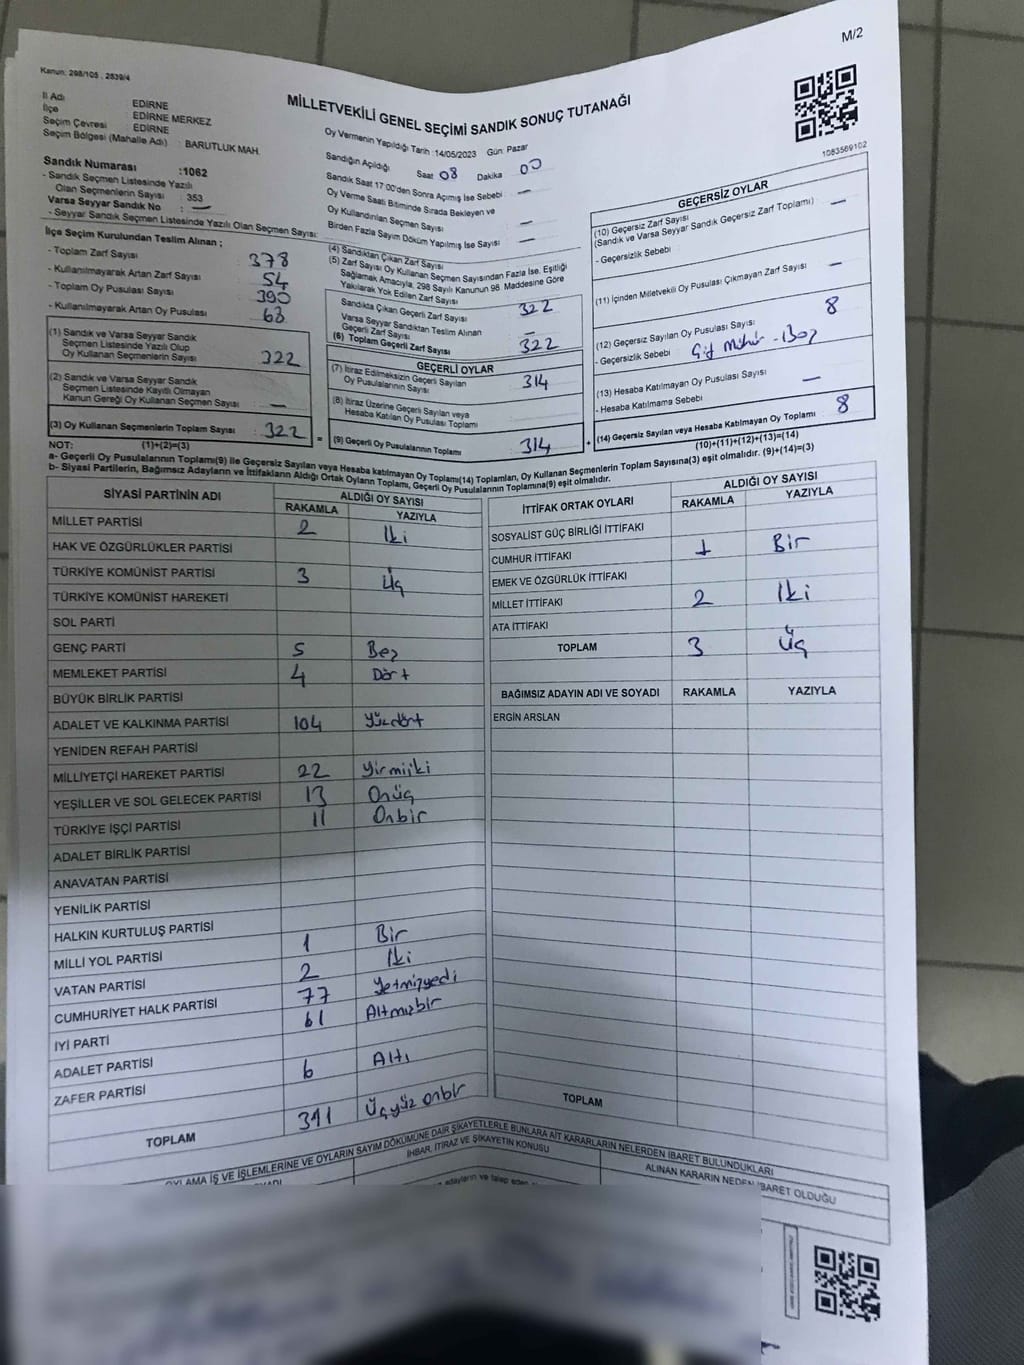 M/2
Kanun: 298/105 , 2839/4
MİLLETVEKİLİ GENEL SEÇİMİ SANDIK SONUÇ TUTANAĞI
1083569102
İl Adı EDİRNE
İlçe EDİRNE MERKEZ
Seçim Çevresi EDİRNE
Seçim Bölgesi (Mahalle Adı) : BARUTLUK MAH.
Sandık Numarası :1062
- Sandık Seçmen Listesinde Yazılı
Olan Seçmenlerin Sayısı : 353
Varsa Seyyar Sandık No : —
- Seyyar Sandık Seçmen Listesinde Yazılı Olan Seçmen Sayısı:
İlçe Seçim Kurulundan Teslim Alınan ;
- Toplam Zarf Sayısı : 378
- Kullanılmayarak Artan Zarf Sayısı : 54
- Toplam Oy Pusulası Sayısı : 390
- Kullanılmayarak Artan Oy Pusulası : 68
(1) Sandık ve Varsa Seyyar Sandık
Seçmen Listesinde Yazılı Olup
Oy Kullanan Seçmenlerin Sayısı : 322
(2) Sandık ve Varsa Seyyar Sandık
Seçmen Listesinde Kayıtlı Olmayan
Kanun Gereği Oy Kullanan Seçmen Sayısı : —
(3) Oy Kullanan Seçmenlerin Toplam Sayısı : 322
Oy Vermenin Yapıldığı Tarih :14/05/2023 Gün: Pazar
Sandığın Açıldığı Saat 08 Dakika 00
Sandık Saat 17:00'den Sonra Açımış İse Sebebi : —
Oy Verme Saati Bitiminde Sırada Bekleyen ve
Oy Kullandırılan Seçmen Sayısı : —
Birden Fazla Sayım Döküm Yapılmış İse Sayısı : —
(4) Sandıktan Çıkan Zarf Sayısı
(5) Zarf Sayısı Oy Kullanan Seçmen Sayısından Fazla İse, Eşitliği
Sağlamak Amacıyla, 298 Sayılı Kanunun 98. Maddesine Göre
Yakılarak Yok Edilen Zarf Sayısı
Sandıkta Çıkan Geçerli Zarf Sayısı : 322
Varsa Seyyar Sandıktan Teslim Alınan
Geçerli Zarf Sayısı : —
(6) Toplam Geçerli Zarf Sayısı : 322
GEÇERLİ OYLAR
(7) İtiraz Edilmeksizin Geçerli Sayılan
Oy Pusulalarının Sayısı : 314
(8) İtiraz Üzerine Geçerli Sayılan veya
Hesaba Katılan Oy Pusulası Toplamı
= (9) Geçerli Oy Pusulalarının Toplamı : 314 +
GEÇERSİZ OYLAR
(10) Geçersiz Zarf Sayısı
(Sandık ve Varsa Seyyar Sandık Geçersiz Zarf Toplamı) : —
- Geçersizlik Sebebi
(11) İçinden Milletvekili Oy Pusulası Çıkmayan Zarf Sayısı : —
(12) Geçersiz Sayılan Oy Pusulası Sayısı : 8
- Geçersizlik Sebebi
(13) Hesaba Katılmayan Oy Pusulası Sayısı : —
- Hesaba Katılmama Sebebi
(14) Geçersiz Sayılan veya Hesaba Katılmayan Oy Toplamı : 8
NOT: (1)+(2)=(3) (10)+(11)+(12)+(13)=(14)
a- Geçerli Oy Pusulalarının Toplamı(9) ile Geçersiz Sayılan veya Hesaba katılmayan Oy Toplamı(14) Toplamları, Oy Kullanan Seçmenlerin Toplam Sayısına(3) eşit olmalıdır. (9)+(14)=(3)
b- Siyasi Partilerin, Bağımsız Adayların ve İttifakların Aldığı Ortak Oyların Toplamı, Geçerli Oy Pusulalarının Toplamına(9) eşit olmalıdır.
SİYASİ PARTİNİN ADI ALDIĞI OY SAYISI
RAKAMLA YAZIYLA
MİLLET PARTİSİ 2 İki
HAK VE ÖZGÜRLÜKLER PARTİSİ
TÜRKİYE KOMÜNİST PARTİSİ 3 Üç
TÜRKİYE KOMÜNİST HAREKETİ
SOL PARTİ
GENÇ PARTİ 5 Beş
MEMLEKET PARTİSİ 4 Dört
BÜYÜK BİRLİK PARTİSİ
ADALET VE KALKINMA PARTİSİ 104 Yüzdört
YENİDEN REFAH PARTİSİ
MİLLİYETÇİ HAREKET PARTİSİ 22 Yirmiiki
YEŞİLLER VE SOL GELECEK PARTİSİ 13 Onüç
TÜRKİYE İŞÇİ PARTİSİ 11 Onbir
ADALET BİRLİK PARTİSİ
ANAVATAN PARTİSİ
YENİLİK PARTİSİ
HALKIN KURTULUŞ PARTİSİ
MİLLİ YOL PARTİSİ 1 Bir
VATAN PARTİSİ 2 İki
CUMHURİYET HALK PARTİSİ 77 Yetmişyedi
İYİ PARTİ 61 Altmışbir
ADALET PARTİSİ
ZAFER PARTİSİ 6 Altı
TOPLAM 311 Üçyüz onbir
İTTİFAK ORTAK OYLARI ALDIĞI OY SAYISI
RAKAMLA YAZIYLA
SOSYALİST GÜÇ BİRLİĞİ İTTİFAKI
CUMHUR İTTİFAKI 1 Bir
EMEK VE ÖZGÜRLÜK İTTİFAKI
MİLLET İTTİFAKI 2 İki
ATA İTTİFAKI
TOPLAM 3 Üç
BAĞIMSIZ ADAYIN ADI VE SOYADI RAKAMLA YAZIYLA
ERGİN ARSLAN
TOPLAM
OYLAMA İŞ VE İŞLEMLERİNE VE OYLARIN SAYIM DÖKÜMÜNE DAİR ŞİKAYETLERLE BUNLARA AİT KARARLARIN NELERDEN İBARET BULUNDUKLARI
İHBAR, İTİRAZ VE ŞİKAYETİN KONUSU
ALINAN KARARIN NEDEN İBARET OLDUĞU